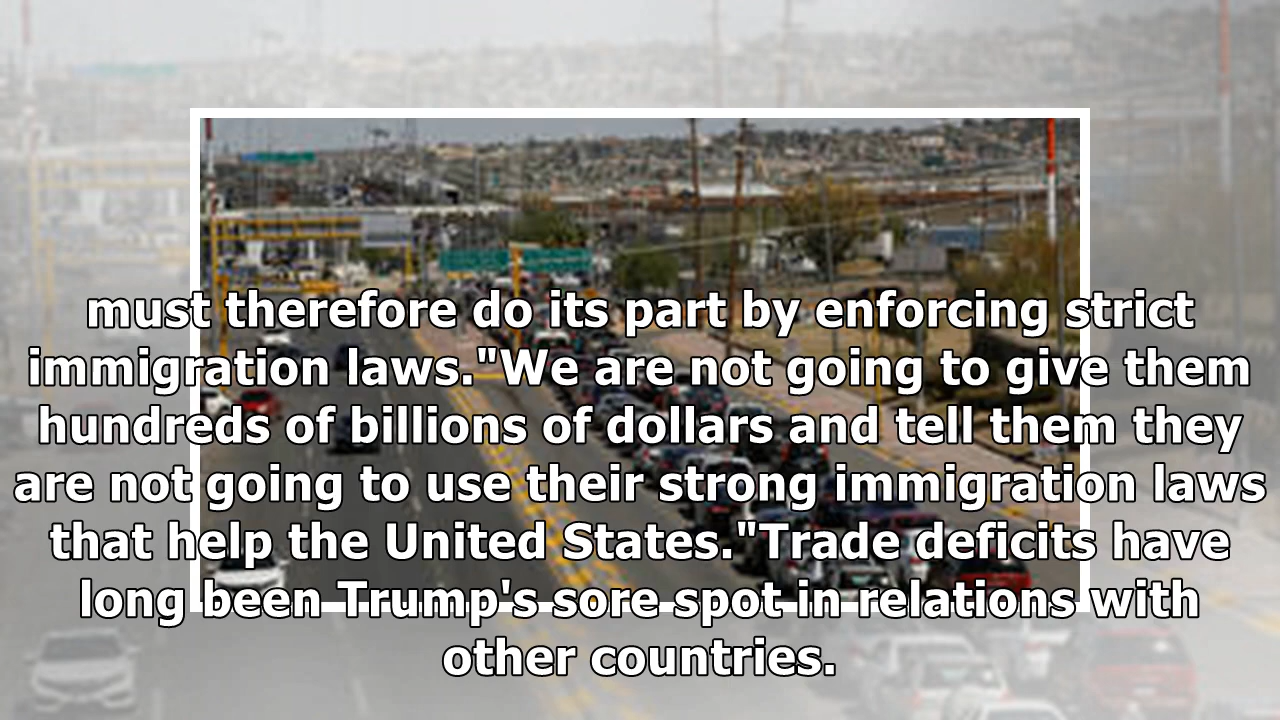 must therefore do its part by enforcing strict
immigration laws."We are not going to give them
hundreds of billions of dollars and tell them they
are not going to use their strong immigration laws
that help the United States."Trade deficits have
long been Trump's sore spot in relations with
other countries.